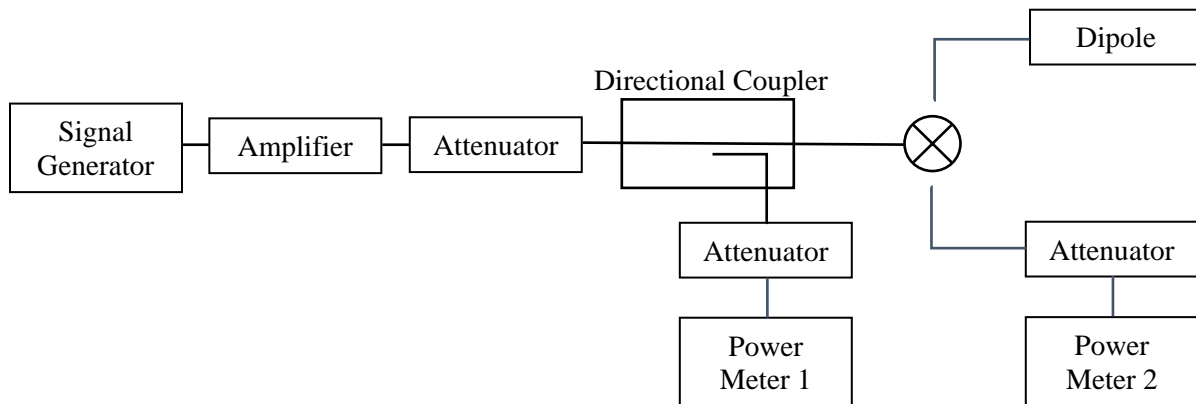 Dipole
Directional Coupler
Signal
Generator
Amplifier
Attenuator
Attenuator
Attenuator
Power
Meter 1
Power
Meter 2